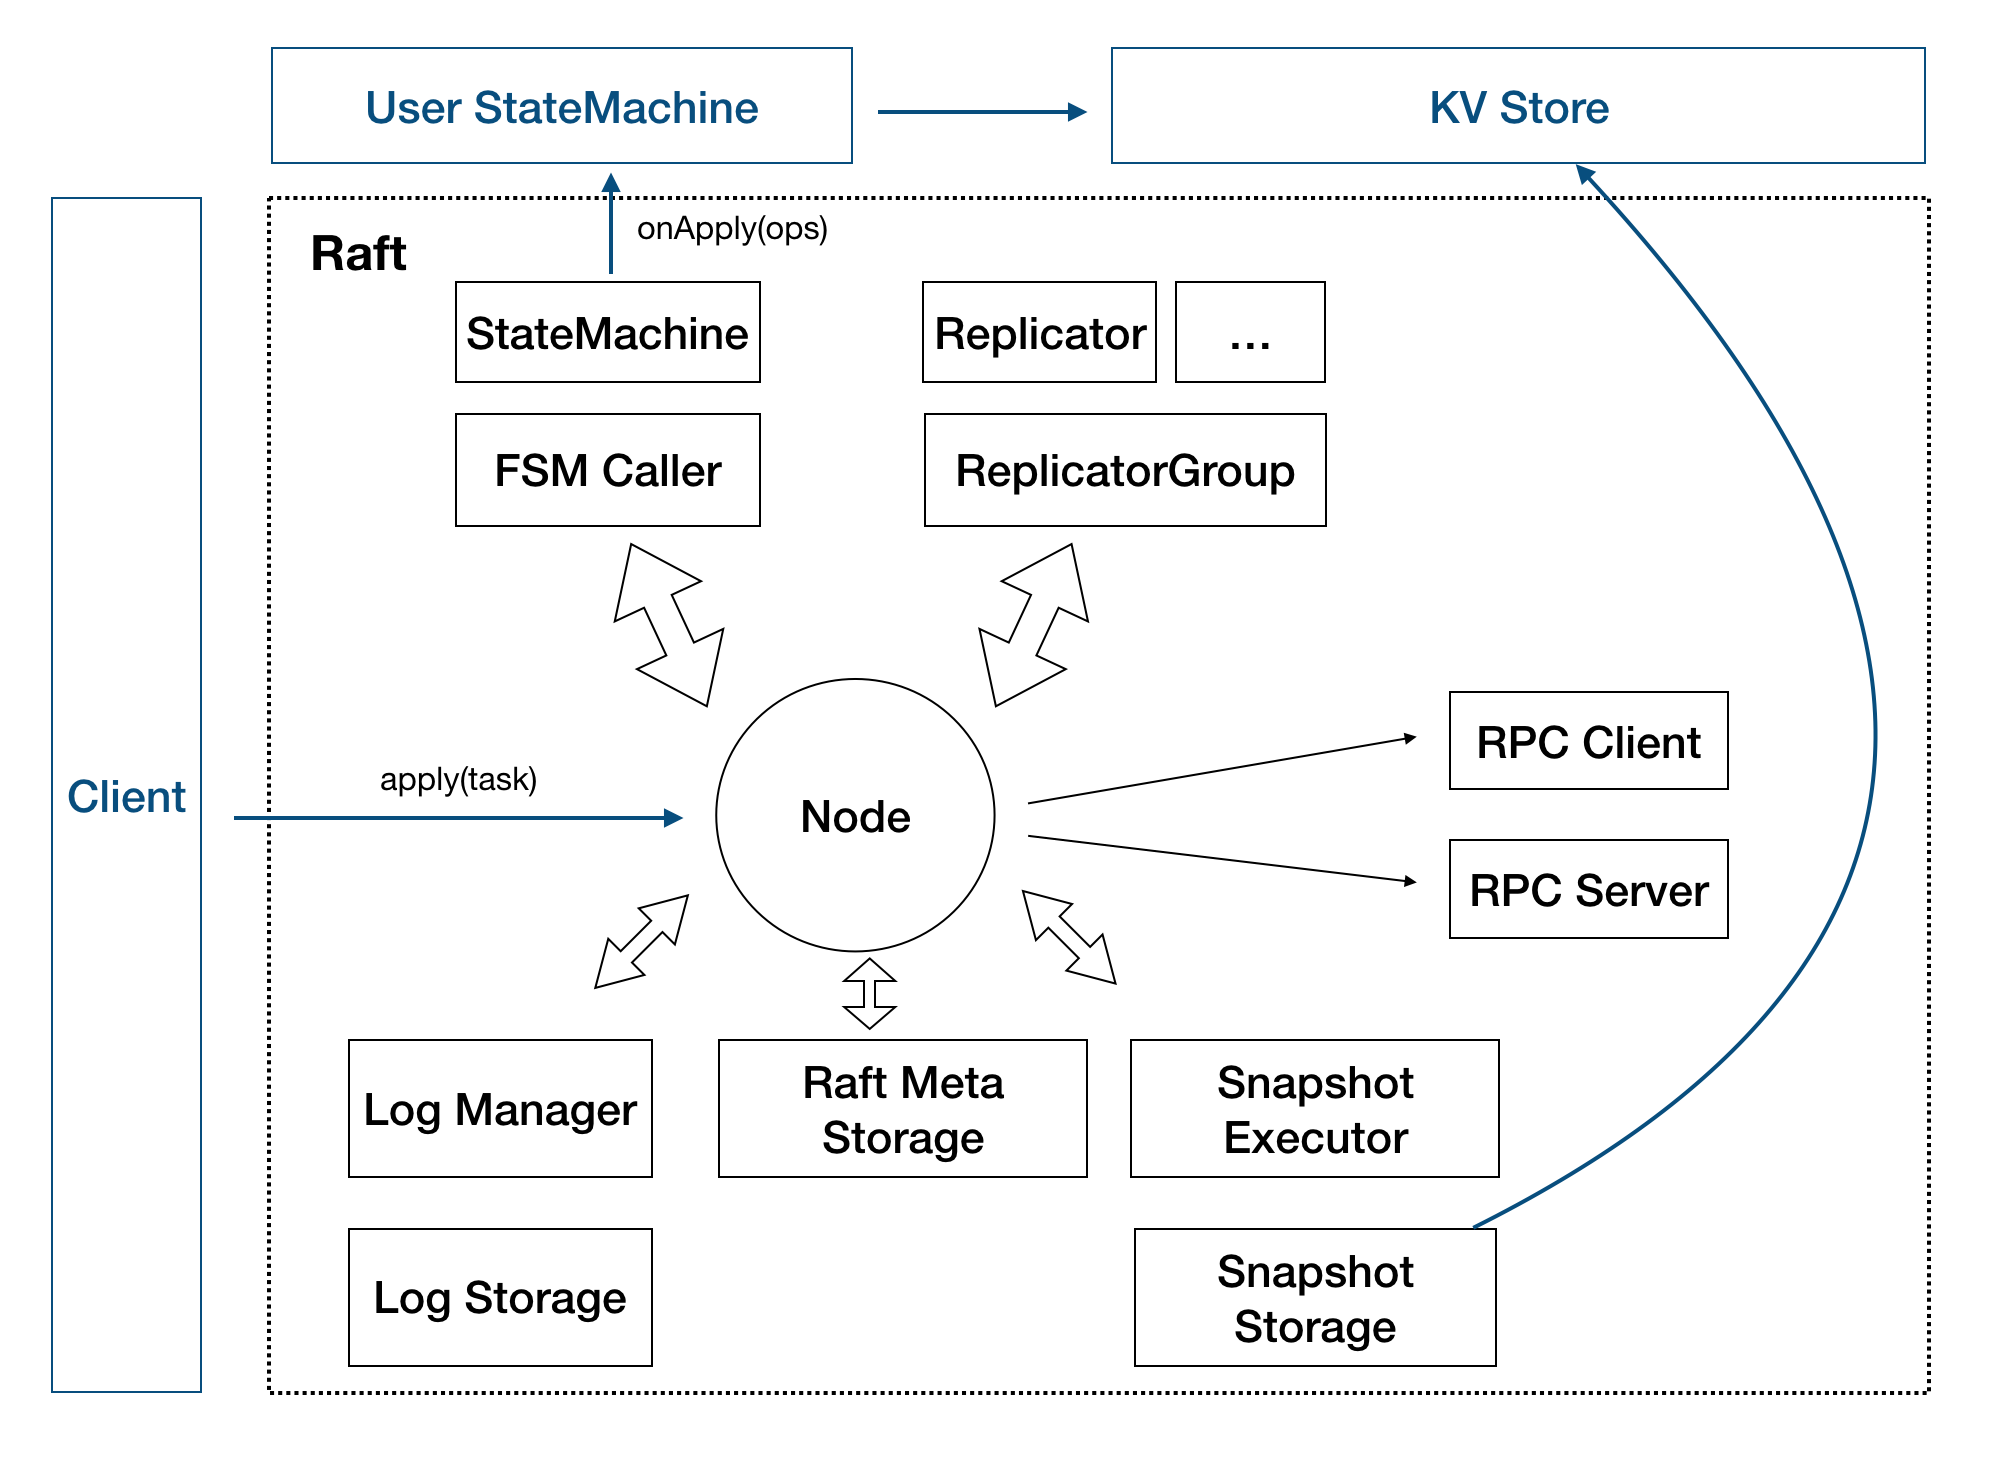 User StateMachine
KV Store
Raft
onApply(ops)
StateMachine
Replicator
...
FSM Caller
ReplicatorGroup
Client
apply(task)
Node
RPC Client
RPC Server
Log Manager
Raft Meta
Storage
Snapshot
Executor
Log Storage
Snapshot
Storage